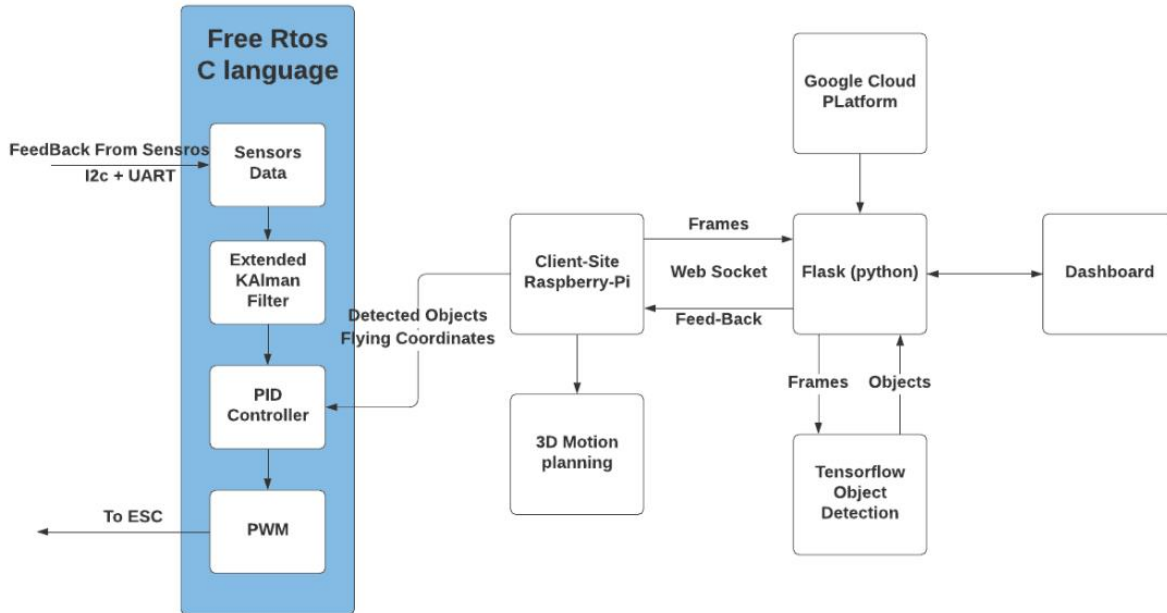 Free Rtos
C language
FeedBack From Sensros
I2c + UART
Sensors
Data
Extended
KAlman
Filter
PID
Controller
PWM
To ESC
Detected Objects
Flying Coordinates
Client-Site
Raspberry-Pi
3D Motion
planning
Frames
Web Socket
Feed-Back
Google Cloud
PLatform
Flask (python)
Dashboard
Frames
Objects
Tensorflow
Object
Detection